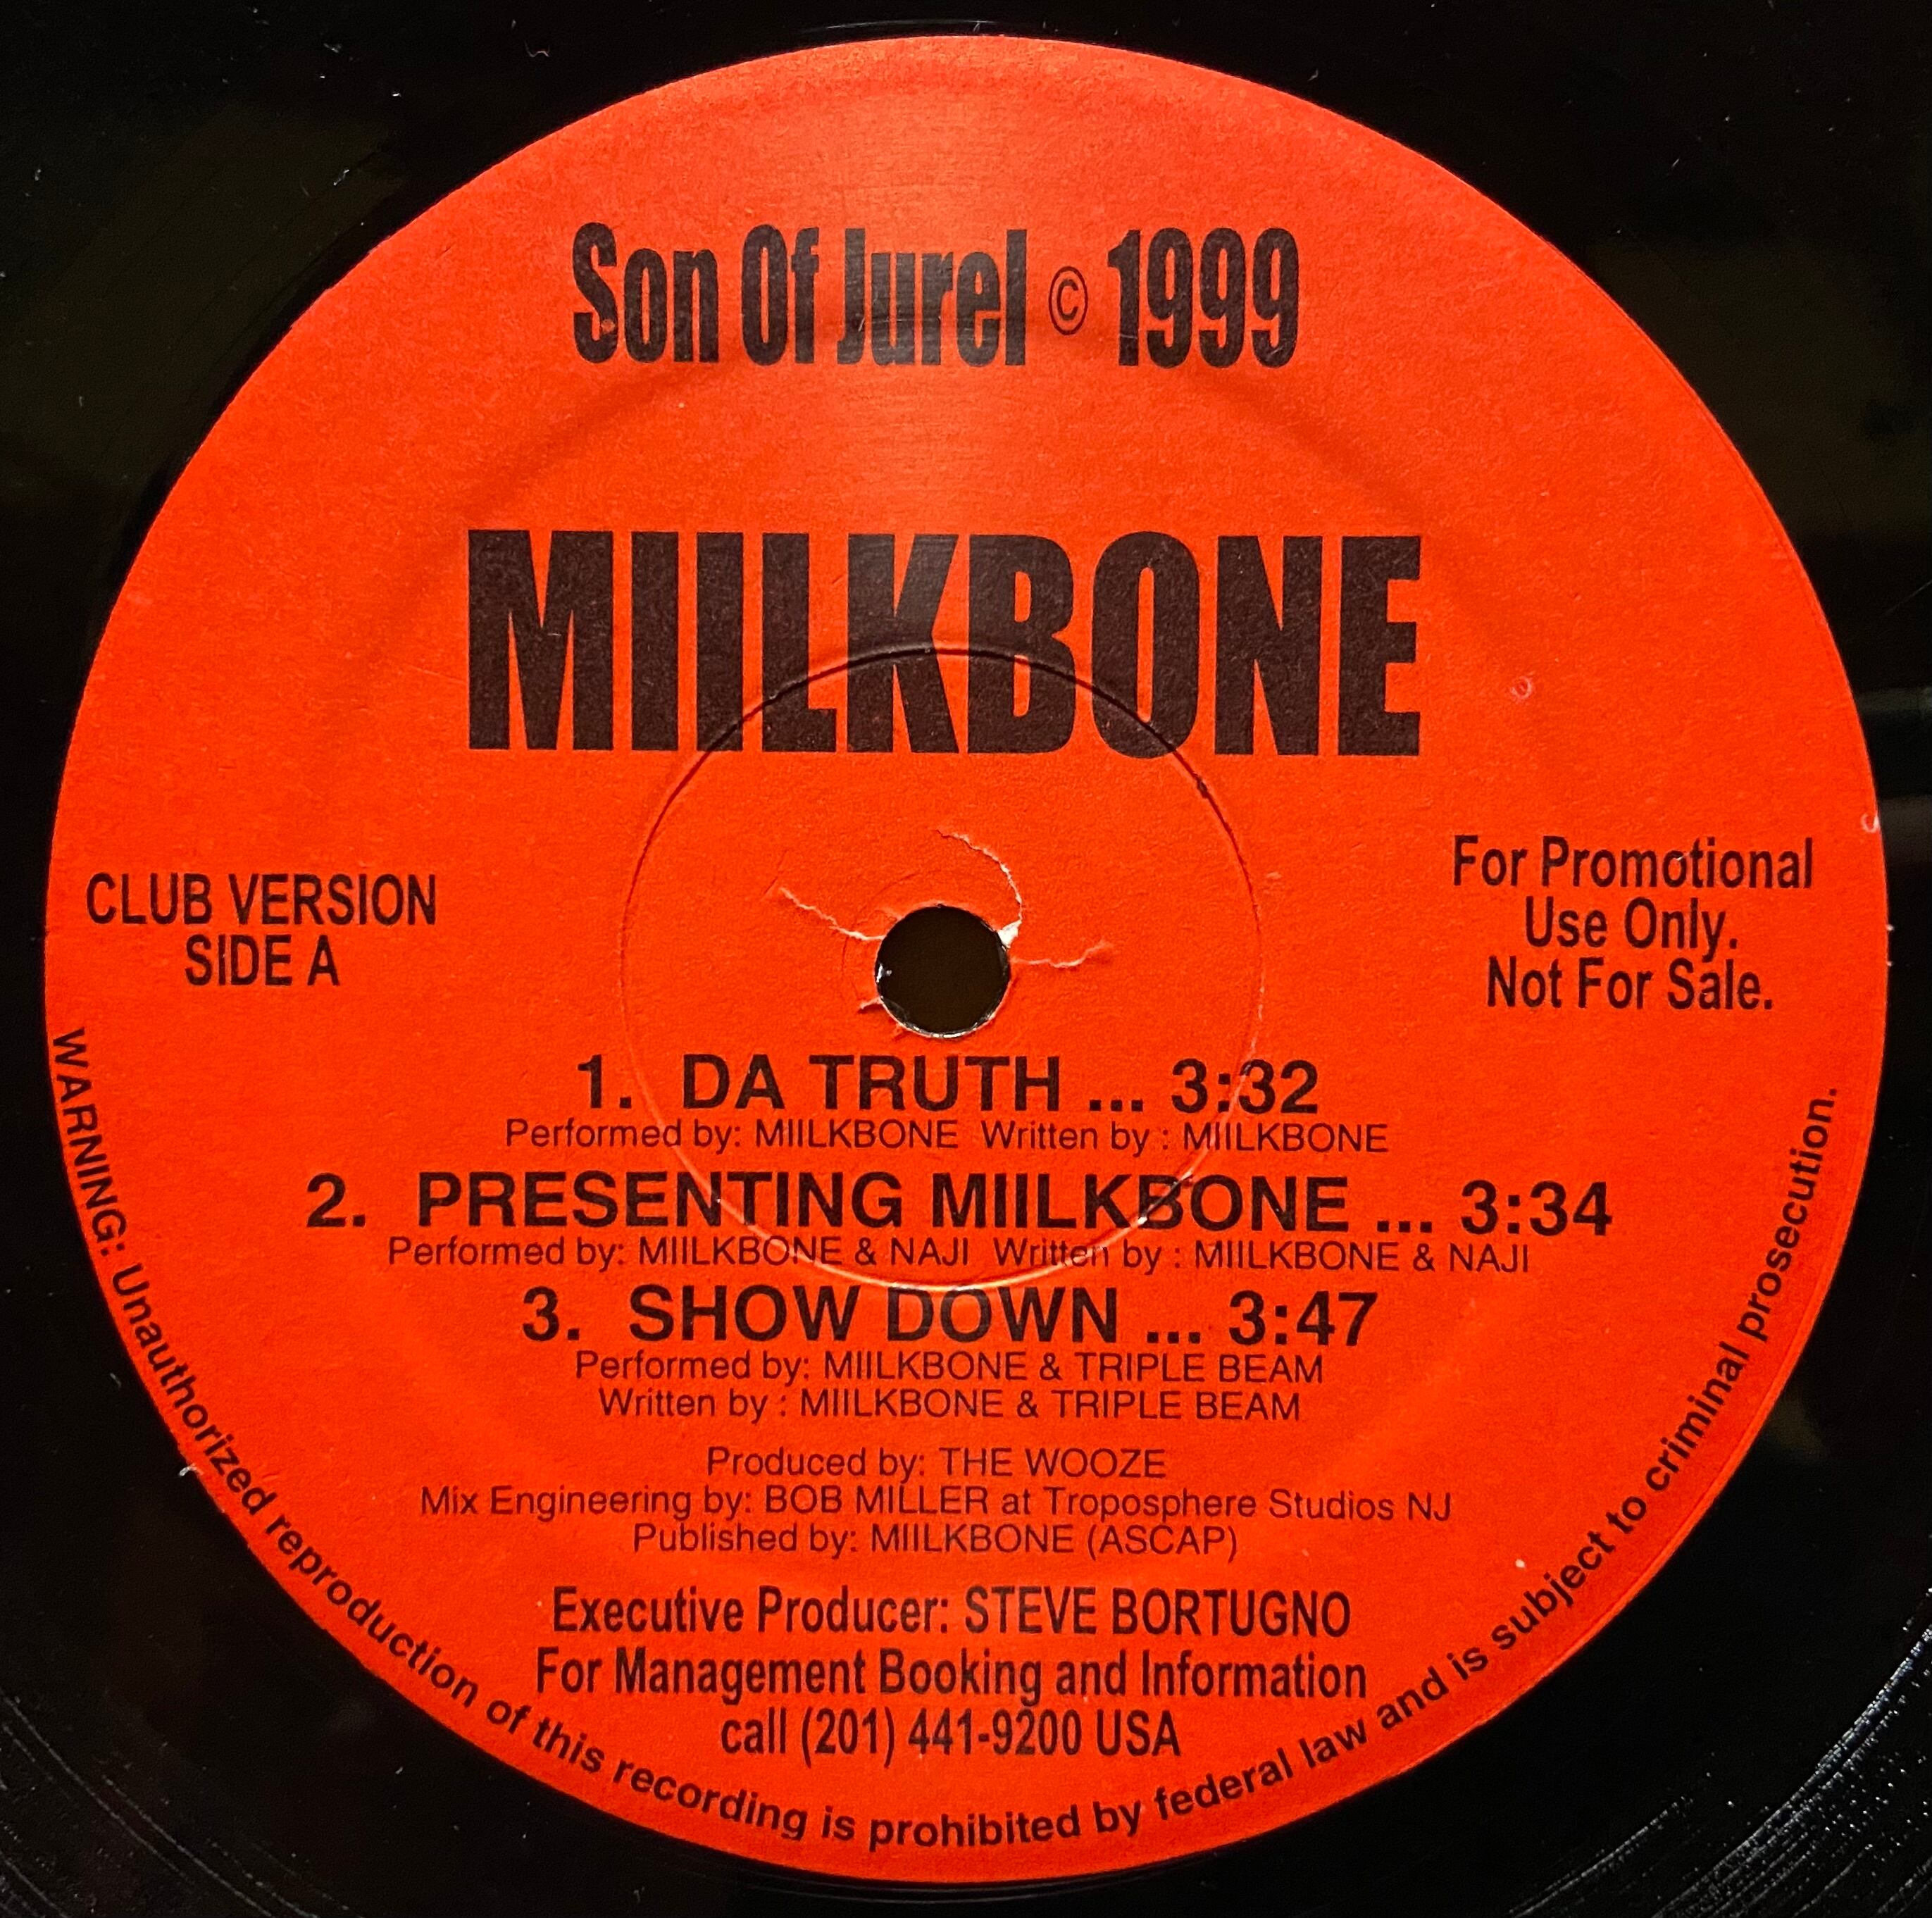 Son Of Jurel © 1999
MIILKBONE
CLUB VERSION
SIDE A
For Promotional
Use Only.
Not For Sale.
1. DA TRUTH ... 3:32
Performed by: MIILKBONE Written by : MIILKBONE
2. PRESENTING MIILKBONE ... 3:34
Performed by: MIILKBONE & NAJI Written by : MIILKBONE & NAJI
3. SHOW DOWN ... 3:47
Performed by: MIILKBONE & TRIPLE BEAM
Written by : MIILKBONE & TRIPLE BEAM
Produced by: THE WOOZE
Mix Engineering by: BOB MILLER at Troposphere Studios NJ
Published by: MIILKBONE (ASCAP)
Executive Producer: STEVE BORTUGNO
For Management Booking and Information
call (201) 441-9200 USA
WARNING: Unauthorized reproduction of this recording is prohibited by federal law and is subject to criminal prosecution.